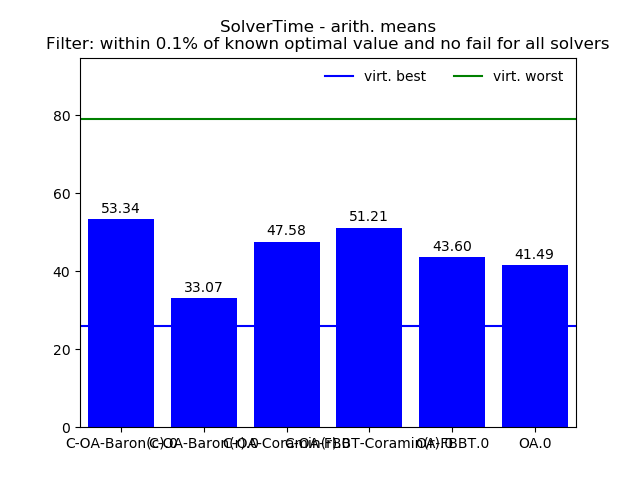 SolverTime - arith. means
Filter: within 0.1% of known optimal value and no fail for all solvers
virt. best virt. worst
80
60
40
20
0
53.34 33.07 47.58 51.21 43.60 41.49
OA.0